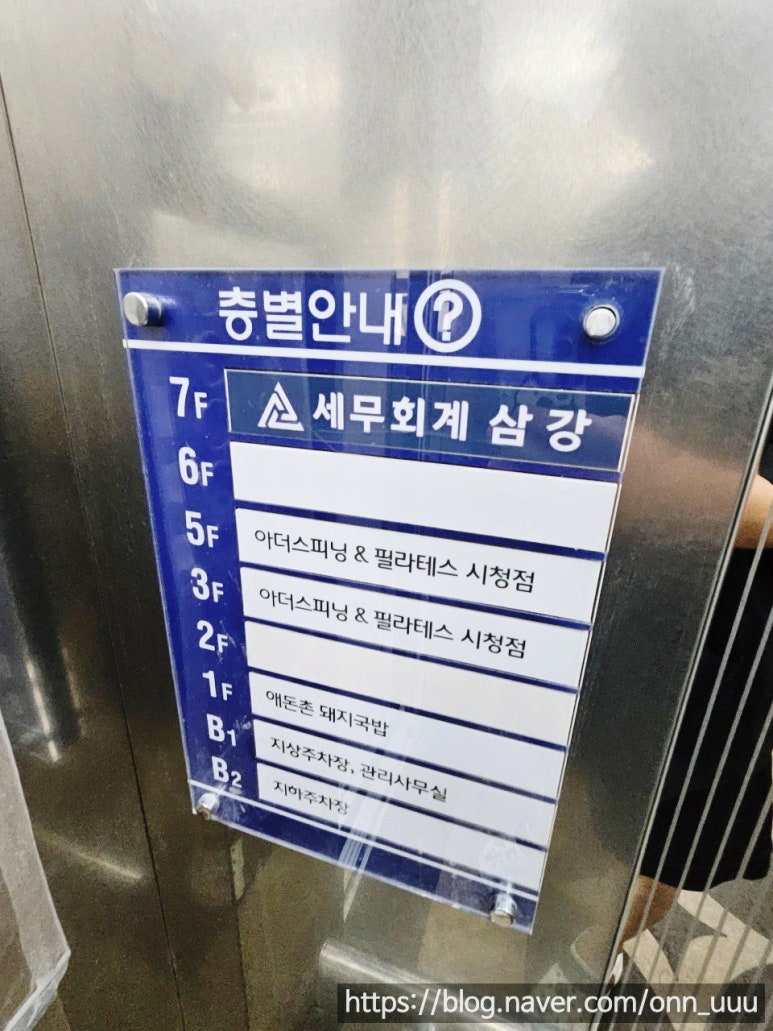 층별안내 ?
7F 세무회계 삼강
6F
5F 아더스피닝 & 필라테스 시청점
3F 아더스피닝 & 필라테스 시청점
2F
1F 애돈촌 돼지국밥
B1 지상주차장, 관리사무실
B2 지하주차장
https://blog.naver.com/onn_uuu